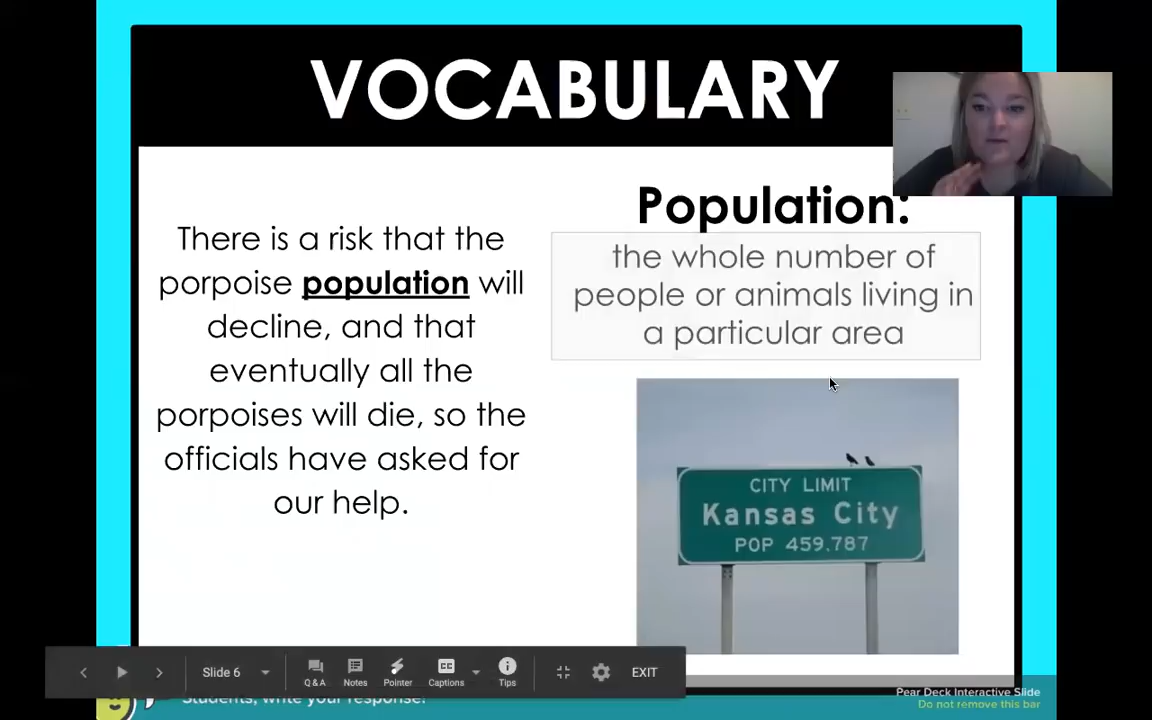 VOCABULARY
There is a risk that the
porpoise population will
decline, and that
eventually all the
porpoises will die, so the
officials have asked for
our help.
Population:
the whole number of
people or animals living in
a particular area
CITY LIMIT
Kansas City
POP 459,787
Slide 6
Q & A
Notes
Pointer
Captions
CC
Tips
EXIT
Students, write your response!
Pear Deck Interactive Slide
Do not remove this bar